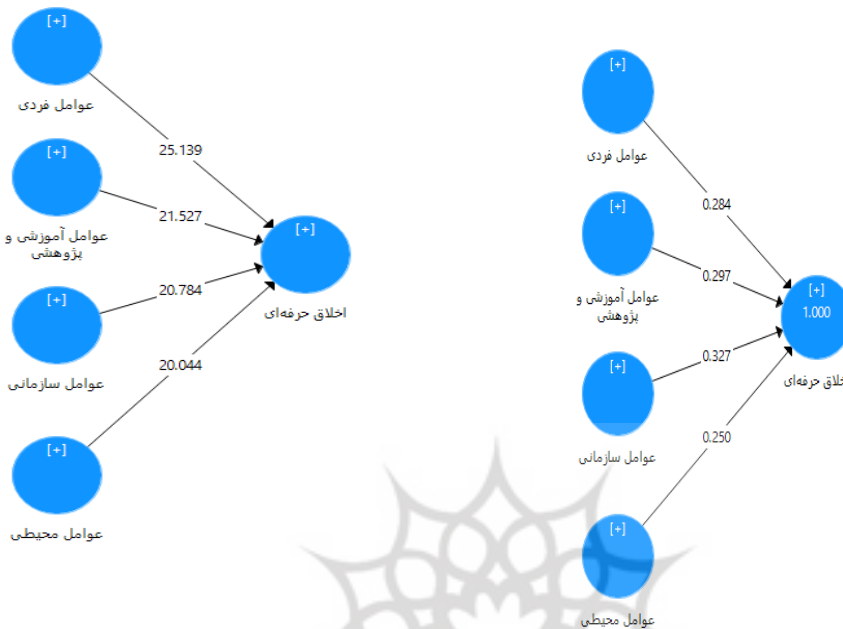 [+]
عوامل فردی
25.139
[+]
عوامل آموزشی و
پژوهشی
21.527
[+]
اخلاق حرفه‌ای
[+]
عوامل سازمانی
20.784
20.044
[+]
عوامل محیطی
[+]
عوامل فردی
0.284
[+]
عوامل آموزشی و
پژوهشی
0.297
[+]
1.000
خلاق حرفه‌ای
[+]
عوامل سازمانی
0.327
0.250
[+]
عوامل محیطی